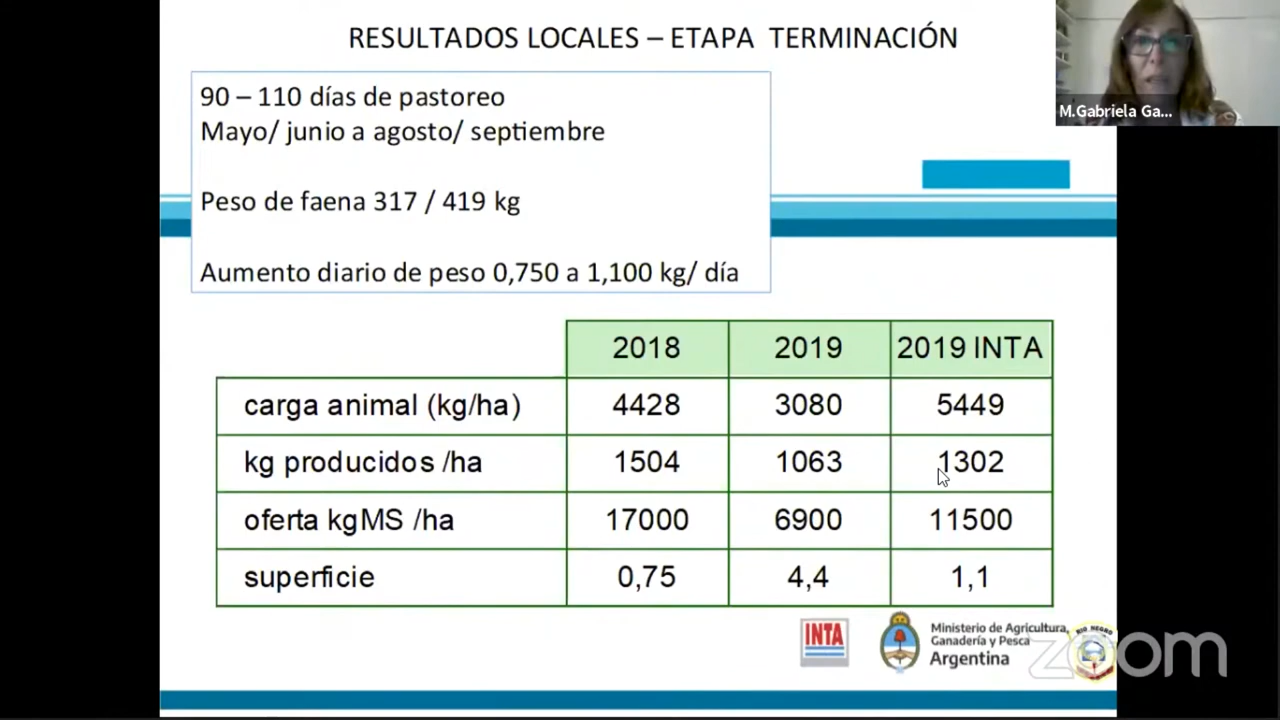 RESULTADOS LOCALES – ETAPA TERMINACIÓN
M.Gabriela Ga...
90 – 110 días de pastoreo
Mayo/ junio a agosto/ septiembre
Peso de faena 317 / 419 kg
Aumento diario de peso 0,750 a 1,100 kg/ día
2018 2019 2019 INTA
carga animal (kg/ha) 4428 3080 5449
kg producidos /ha 1504 1063 1302
oferta kgMS /ha 17000 6900 11500
superficie 0,75 4,4 1,1
INTA
Ministerio de Agricultura,
Ganadería y Pesca
Argentina
RIO NEGRO
zoom